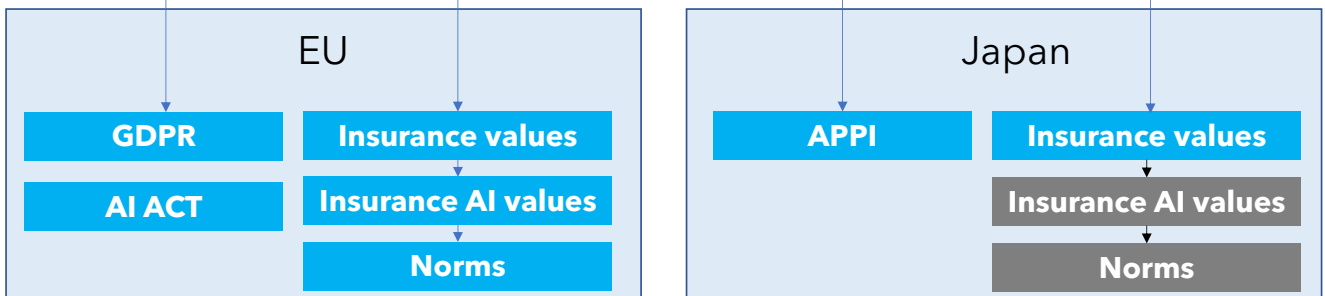 EU
GDPR
AI ACT
Insurance values
Insurance AI values
Norms
Japan
APPI
Insurance values
Insurance AI values
Norms